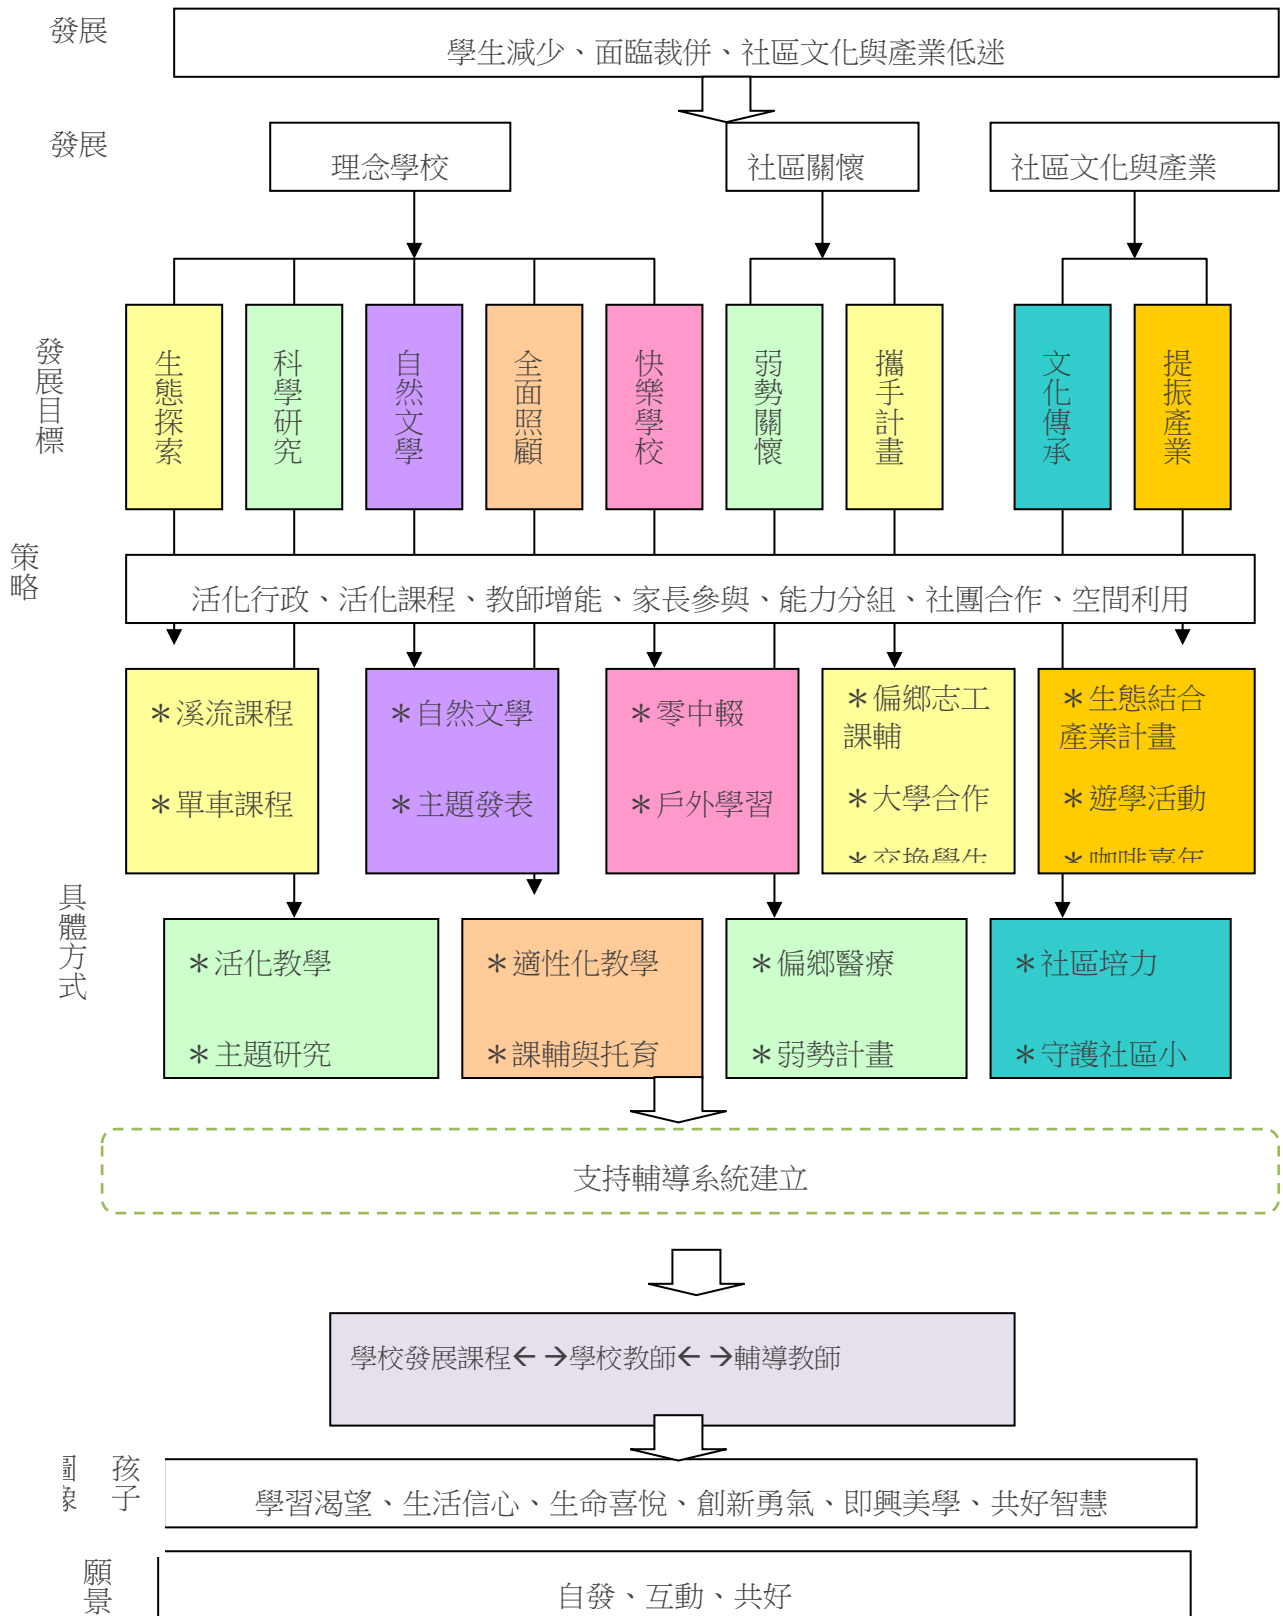 發展
學生減少、面臨裁併、社區文化與產業低迷
發展
理念學校
社區關懷
社區文化與產業
發展目標
生態探索
科學研究
自然文學
全面照顧
快樂學校
弱勢關懷
攜手計畫
文化傳承
提振產業
策略
活化行政、活化課程、教師增能、家長參與、能力分組、社團合作、空間利用
具體方式
＊溪流課程
＊單車課程
＊自然文學
＊主題發表
＊零中輟
＊戶外學習
＊偏鄉志工
課輔
＊大學合作
＊交換學生
＊生態結合
產業計畫
＊遊學活動
＊咖啡嘉年
＊活化教學
＊主題研究
＊適性化教學
＊課輔與托育
＊偏鄉醫療
＊弱勢計畫
＊社區培力
＊守護社區小
支持輔導系統建立
學校發展課程← →學校教師← →輔導教師
孩子
圖像
學習渴望、生活信心、生命喜悅、創新勇氣、即興美學、共好智慧
願景
自發、互動、共好